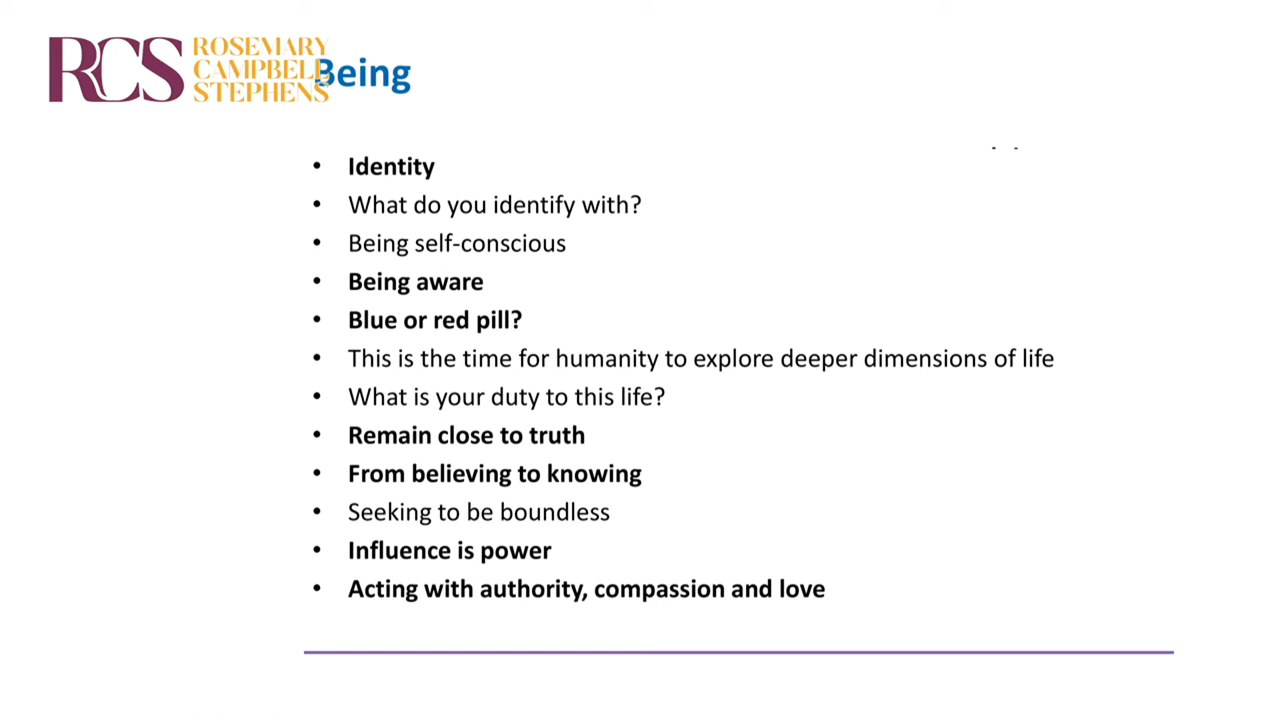 RCS
ROSEMARY
CAMPBELL
STEPHENS
Being
• Identity
• What do you identify with?
• Being self-conscious
• Being aware
• Blue or red pill?
• This is the time for humanity to explore deeper dimensions of life
• What is your duty to this life?
• Remain close to truth
• From believing to knowing
• Seeking to be boundless
• Influence is power
• Acting with authority, compassion and love